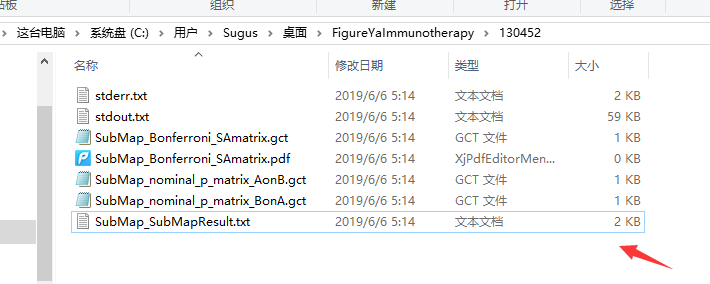 贴板 组织 新建 打开 选择
这台电脑 > 系统盘 (C:) > 用户 > Sugus > 桌面 > FigureYaImmunotherapy > 130452
名称 修改日期 类型 大小
stderr.txt 2019/6/6 5:14 文本文档 2 KB
stdout.txt 2019/6/6 5:14 文本文档 59 KB
SubMap_Bonferroni_SAmatrix.gct 2019/6/6 5:14 GCT 文件 1 KB
SubMap_Bonferroni_SAmatrix.pdf 2019/6/6 5:14 XjPdfEditorMen... 0 KB
SubMap_nominal_p_matrix_AonB.gct 2019/6/6 5:14 GCT 文件 1 KB
SubMap_nominal_p_matrix_BonA.gct 2019/6/6 5:14 GCT 文件 1 KB
SubMap_SubMapResult.txt 2019/6/6 5:14 文本文档 2 KB